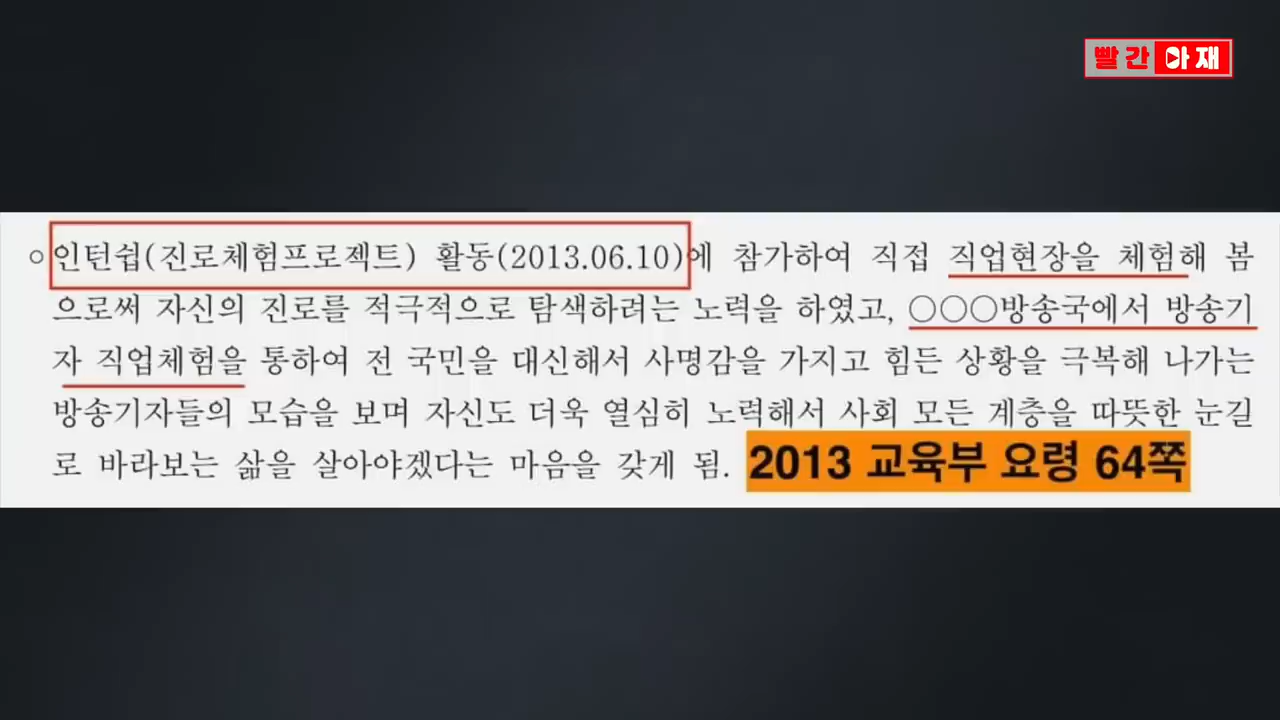 빨간아재
○ 인턴쉽(진로체험프로젝트) 활동(2013.06.10)에 참가하여 직접 직업현장을 체험해 봄
으로써 자신의 진로를 적극적으로 탐색하려는 노력을 하였고, ○○○방송국에서 방송기
자 직업체험을 통하여 전 국민을 대신해서 사명감을 가지고 힘든 상황을 극복해 나가는
방송기자들의 모습을 보며 자신도 더욱 열심히 노력해서 사회 모든 계층을 따뜻한 눈길
로 바라보는 삶을 살아야겠다는 마음을 갖게 됨.
2013 교육부 요령 64쪽